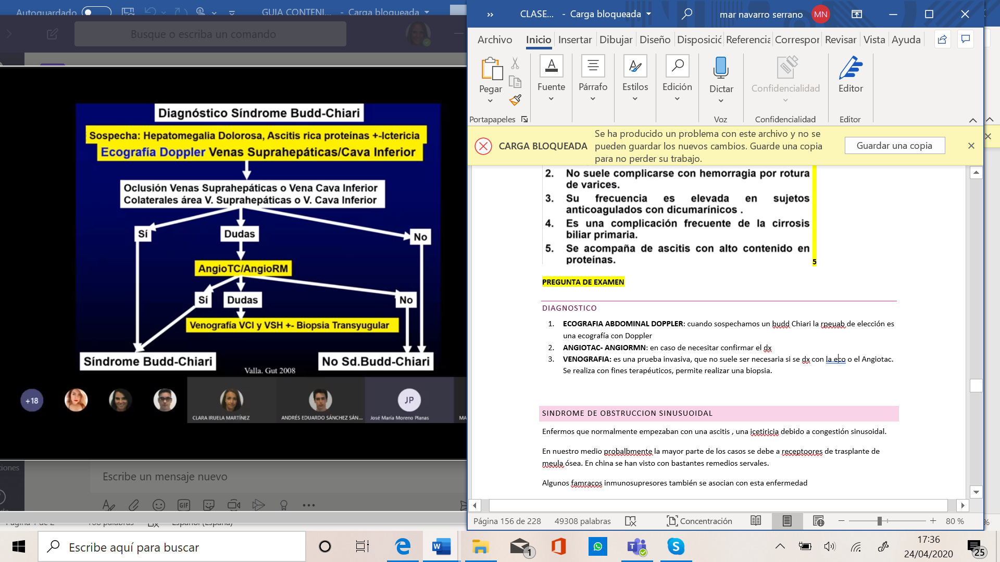 Autoguardado
GUIA CONTENI... - Carga bloqueada
Busque o escriba un comando
Diagnóstico Síndrome Budd-Chiari
Sospecha: Hepatomegalia Dolorosa, Ascitis rica proteínas +-Ictericia
Ecografía Doppler Venas Suprahepáticas/Cava Inferior
Oclusión Venas Suprahepáticas o Vena Cava Inferior
Colaterales área V. Suprahepáticas o V. Cava Inferior
Sí
Dudas
No
AngioTC/AngioRM
Sí
Dudas
No
Venografía VCI y VSH +- Biopsia Transyugular
Síndrome Budd-Chiari
No Sd.Budd-Chiari
Valla. Gut 2008
+18
CLARA IRUELA MARTÍNEZ
ANDRÉS EDUARDO SÁNCHEZ SÁN...
JP
José María Moreno Planas
MA
ciones
Escribe un mensaje nuevo
GIF
Página 1 de 2
168 palabras
Español (España)
CLASE... - Carga bloqueada
mar navarro serrano
MN
Archivo Inicio Insertar Dibujar Diseño Disposició Referencia Correspor Revisar Vista Ayuda
Pegar
Fuente
Párrafo
Estilos
Edición
Dictar
Confidencialidad
Editor
Portapapeles
Voz
Confidencialidad
Editor
CARGA BLOQUEADA
Se ha producido un problema con este archivo y no se
pueden guardar los nuevos cambios. Guarde una copia
para no perder su trabajo.
Guardar una copia
2. No suele complicarse con hemorragia por rotura
de varices.
3. Su frecuencia es elevada en sujetos
anticoagulados con dicumarínicos .
4. Es una complicación frecuente de la cirrosis
biliar primaria.
5. Se acompaña de ascitis con alto contenido en
proteínas.
5
PREGUNTA DE EXAMEN
DIAGNOSTICO
1. ECOGRAFIA ABDOMINAL DOPPLER: cuando sospechamos un budd Chiari la rpeuab de elección es
una ecografía con Doppler
2. ANGIOTAC- ANGIORMN: en caso de necesitar confirmar el dx
3. VENOGRAFIA: es una prueba invasiva, que no suele ser necesaria si se dx con la eco o el Angiotac.
Se realiza con fines terapéuticos, permite realizar una biopsia.
SINDROME DE OBSTRUCCION SINUSUOIDAL
Enfermos que normalmente empezaban con una ascitis , una icetiricia debido a congestión sinusoidal.
En nuestro medio probalbmente la mayor parte de los casos se debe a receptoores de trasplante de
meula ósea. En china se han visto con bastantes remedios servales.
Algunos famracos inmunosupresores también se asocian con esta enfermedad
Página 156 de 228
49308 palabras
Concentración
80 %
%
Escribe aquí para buscar
1
17:36
24/04/2020
25